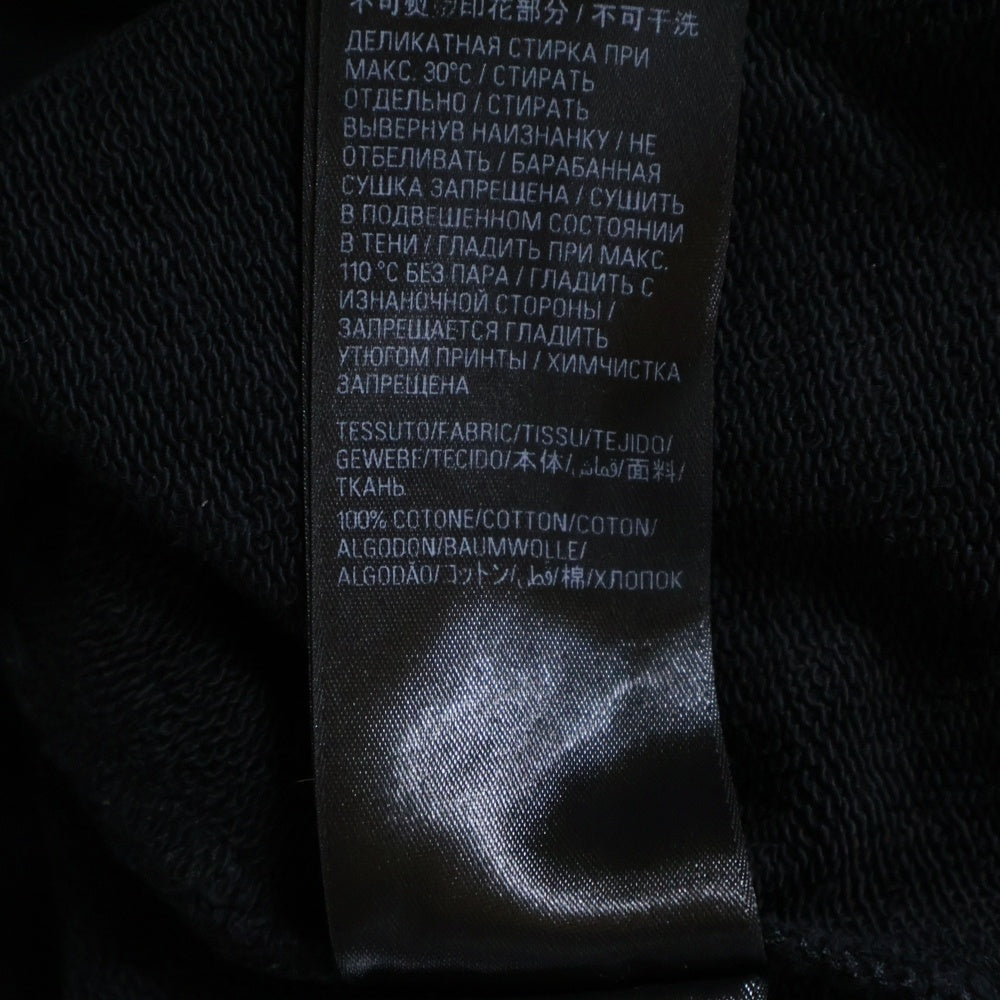 不可熨烫印花部分 / 不可干洗
ДЕЛИКАТНАЯ СТИРКА ПРИ
МАКС. 30°C / СТИРАТЬ
ОТДЕЛЬНО / СТИРАТЬ
ВЫВЕРНУВ НАИЗНАНКУ / НЕ
ОТБЕЛИВАТЬ / БАРАБАННАЯ
СУШКА ЗАПРЕЩЕНА / СУШИТЬ
В ПОДВЕШЕННОМ СОСТОЯНИИ
В ТЕНИ / ГЛАДИТЬ ПРИ МАКС.
110 °C БЕЗ ПАРА / ГЛАДИТЬ С
ИЗНАНОЧНОЙ СТОРОНЫ /
ЗАПРЕЩАЕТСЯ ГЛАДИТЬ
УТЮГОМ ПРИНТЫ / ХИМЧИСТКА
ЗАПРЕЩЕНА
TESSUTO/FABRIC/TISSU/TEJIDO/
GEWEBE/TECIDO/本体/قماش/面料/
ТКАНЬ
100% COTONE/COTTON/COTON/
ALGODON/BAUMWOLLE/
ALGODÃO/コットン/قطن/棉/ХЛОПОК